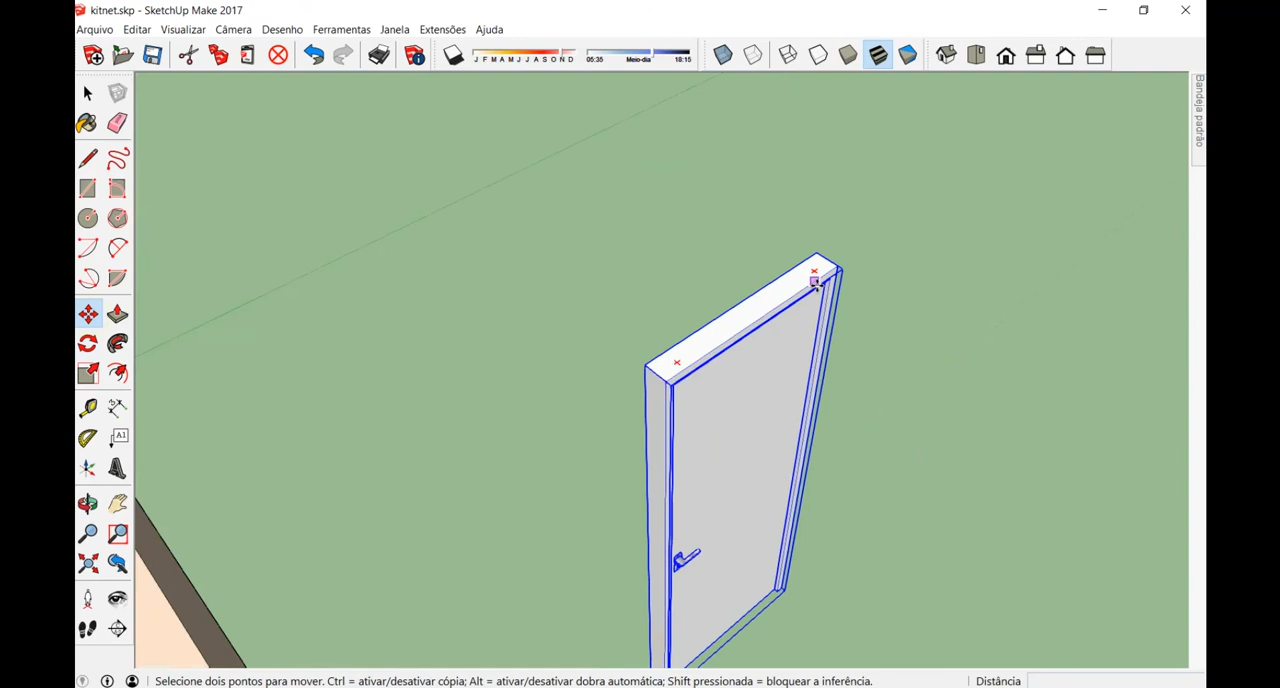 kitnet.skp - SketchUp Make 2017
Arquivo Editar Visualizar Câmera Desenho Ferramentas Janela Extensões Ajuda
J F M A M J J A S O N D
05:35 Meio-dia 18:15
Bandeja padrão
A1
Selecione dois pontos para mover. Ctrl = ativar/desativar cópia; Alt = ativar/desativar dobra automática; Shift pressionada = bloquear a inferência.
Distância